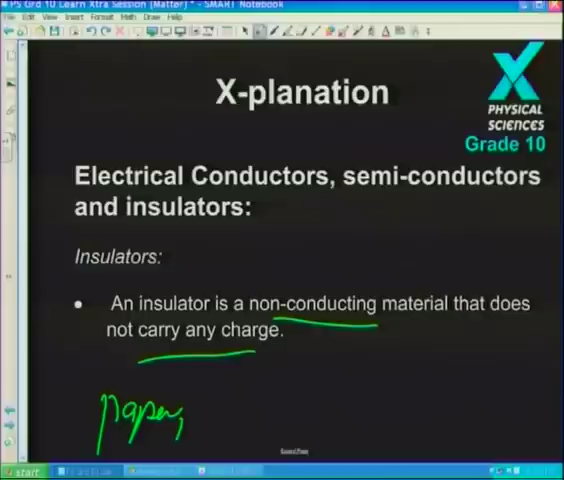 PS Grd 10 Learn Xtra Session (Matter) * - SMART Notebook
File Edit View Insert Format Tools Math Draw Help
X-planation
PHYSICAL
SCIENCES
Grade 10
Electrical Conductors, semi-conductors
and insulators:
Insulators:
• An insulator is a non-conducting material that does
not carry any charge.
paper,
start